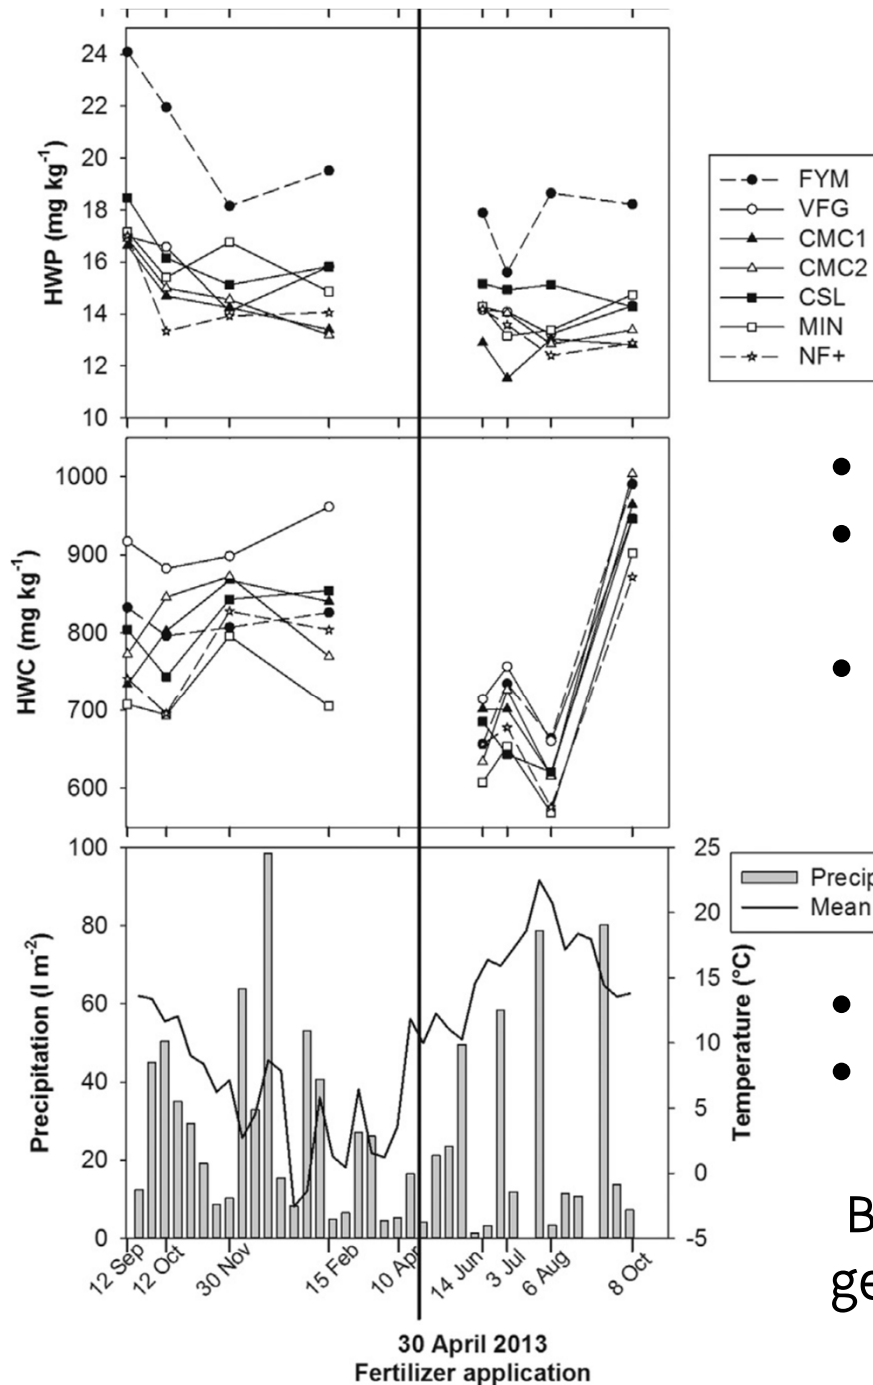 24
22
20
18
16
14
12
10
HWP (mg kg-1)
FYM
VFG
CMC1
CMC2
CSL
MIN
NF+
1000
900
800
700
600
HWC (mg kg-1)
100
80
60
40
20
0
Precipitation (l m-2)
25
20
15
10
5
0
-5
Temperature (°C)
Precip
Mean
12 Sep
12 Oct
30 Nov
15 Feb
10 Apr
14 Jun
3 Jul
6 Aug
8 Oct
30 April 2013
Fertilizer application
B
ge